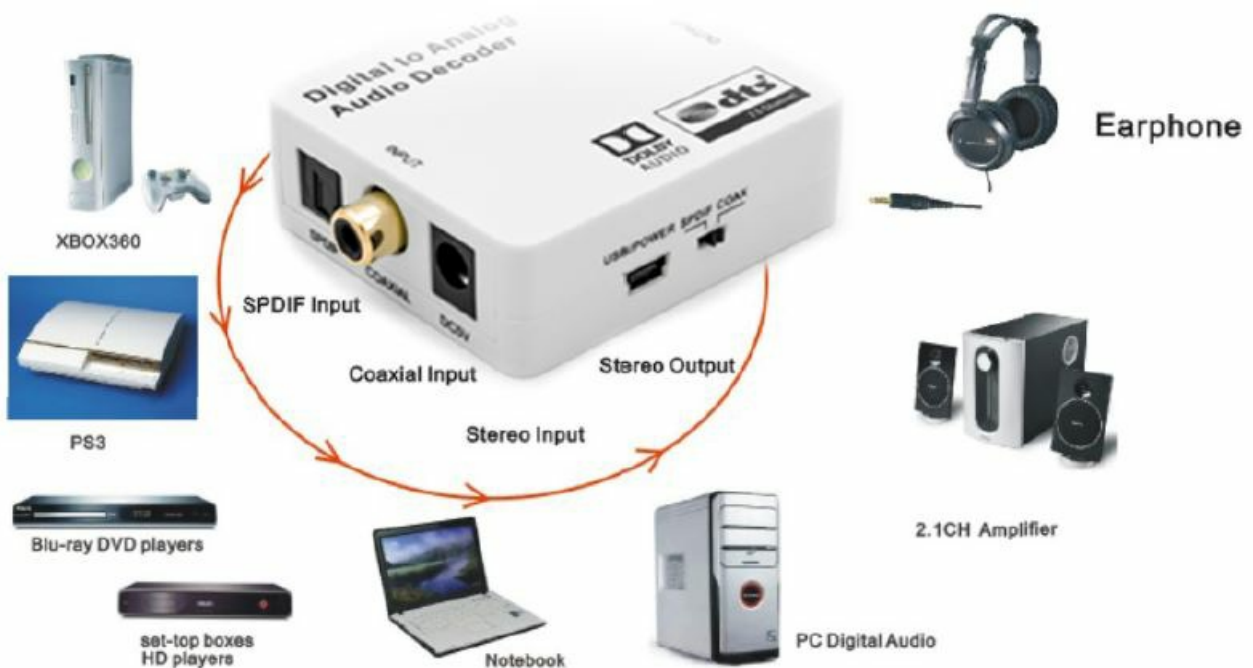 Digital to Analog
Audio Decoder
INPUT
dts
DOLBY
AUDIO
USB/POWER SPDIF COAX
COAXIAL
DC5V
Earphone
XBOX360
SPDIF Input
Coaxial Input
Stereo Output
Stereo Input
PS3
Blu-ray DVD players
2.1CH Amplifier
set-top boxes
HD players
Notebook
PC Digital Audio